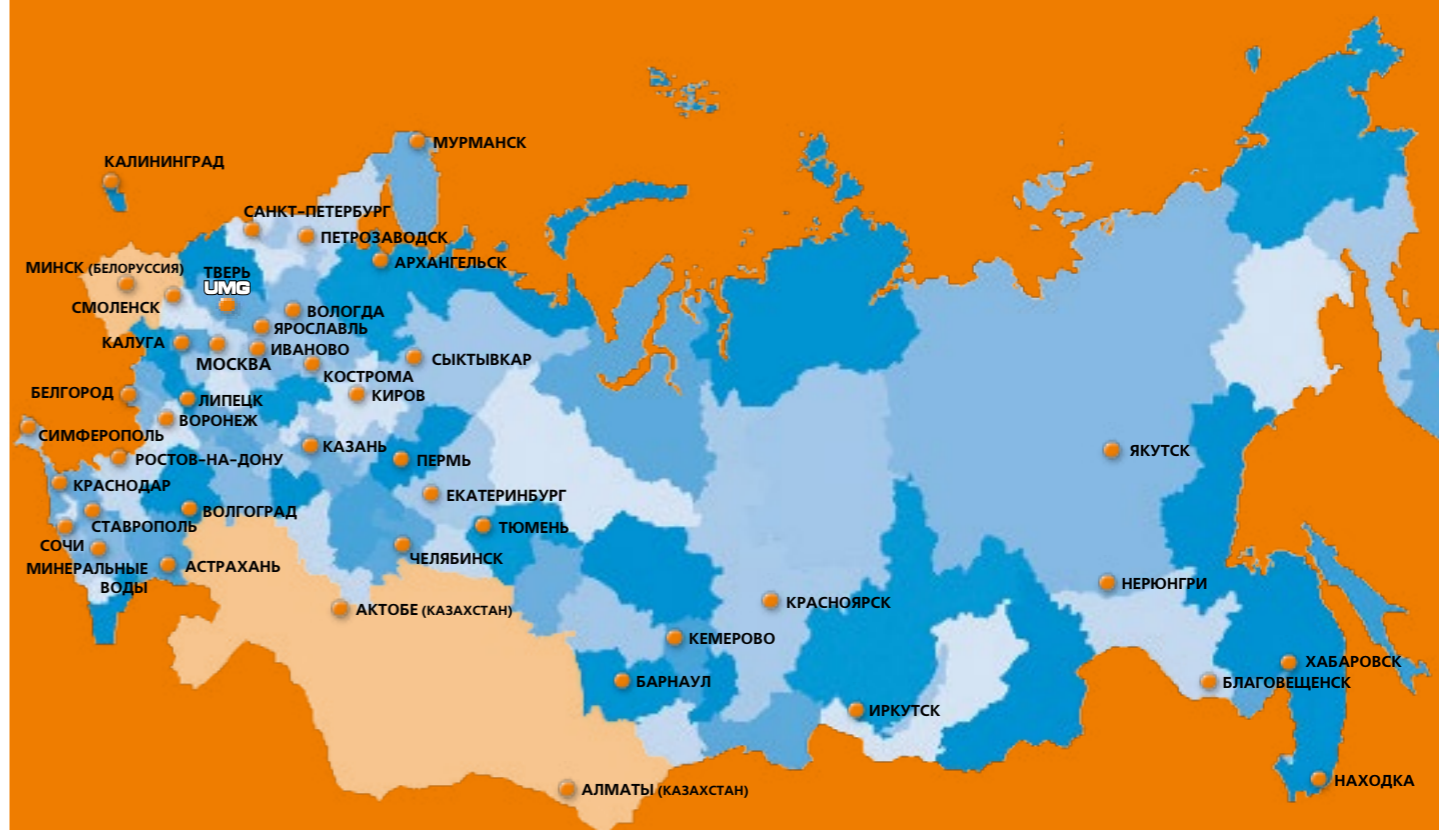 МУРМАНСК
КАЛИНИНГРАД
САНКТ-ПЕТЕРБУРГ
ПЕТРОЗАВОДСК
АРХАНГЕЛЬСК
МИНСК (БЕЛОРУССИЯ)
ТВЕРЬ
UMG
СМОЛЕНСК
ВОЛОГДА
ЯРОСЛАВЛЬ
КАЛУГА
ИВАНОВО
МОСКВА
СЫКТЫВКАР
КОСТРОМА
БЕЛГОРОД
КИРОВ
ЛИПЕЦК
ВОРОНЕЖ
СИМФЕРОПОЛЬ
КАЗАНЬ
ЯКУТСК
РОСТОВ-НА-ДОНУ
ПЕРМЬ
КРАСНОДАР
ЕКАТЕРИНБУРГ
ВОЛГОГРАД
СТАВРОПОЛЬ
ТЮМЕНЬ
СОЧИ
ЧЕЛЯБИНСК
МИНЕРАЛЬНЫЕ
ВОДЫ
АСТРАХАНЬ
НЕРЮНГРИ
АКТОБЕ (КАЗАХСТАН)
КРАСНОЯРСК
КЕМЕРОВО
ХАБАРОВСК
БАРНАУЛ
БЛАГОВЕЩЕНСК
ИРКУТСК
НАХОДКА
АЛМАТЫ (КАЗАХСТАН)